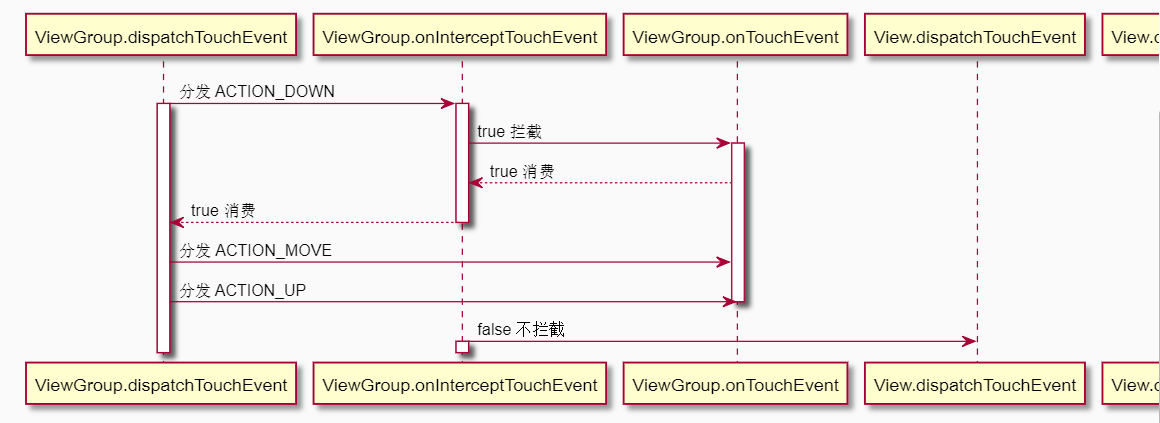 ViewGroup.dispatchTouchEvent
ViewGroup.onInterceptTouchEvent
ViewGroup.onTouchEvent
View.dispatchTouchEvent
View.
分发 ACTION_DOWN
true 拦截
true 消费
true 消费
分发 ACTION_MOVE
分发 ACTION_UP
false 不拦截
ViewGroup.dispatchTouchEvent
ViewGroup.onInterceptTouchEvent
ViewGroup.onTouchEvent
View.dispatchTouchEvent
View.